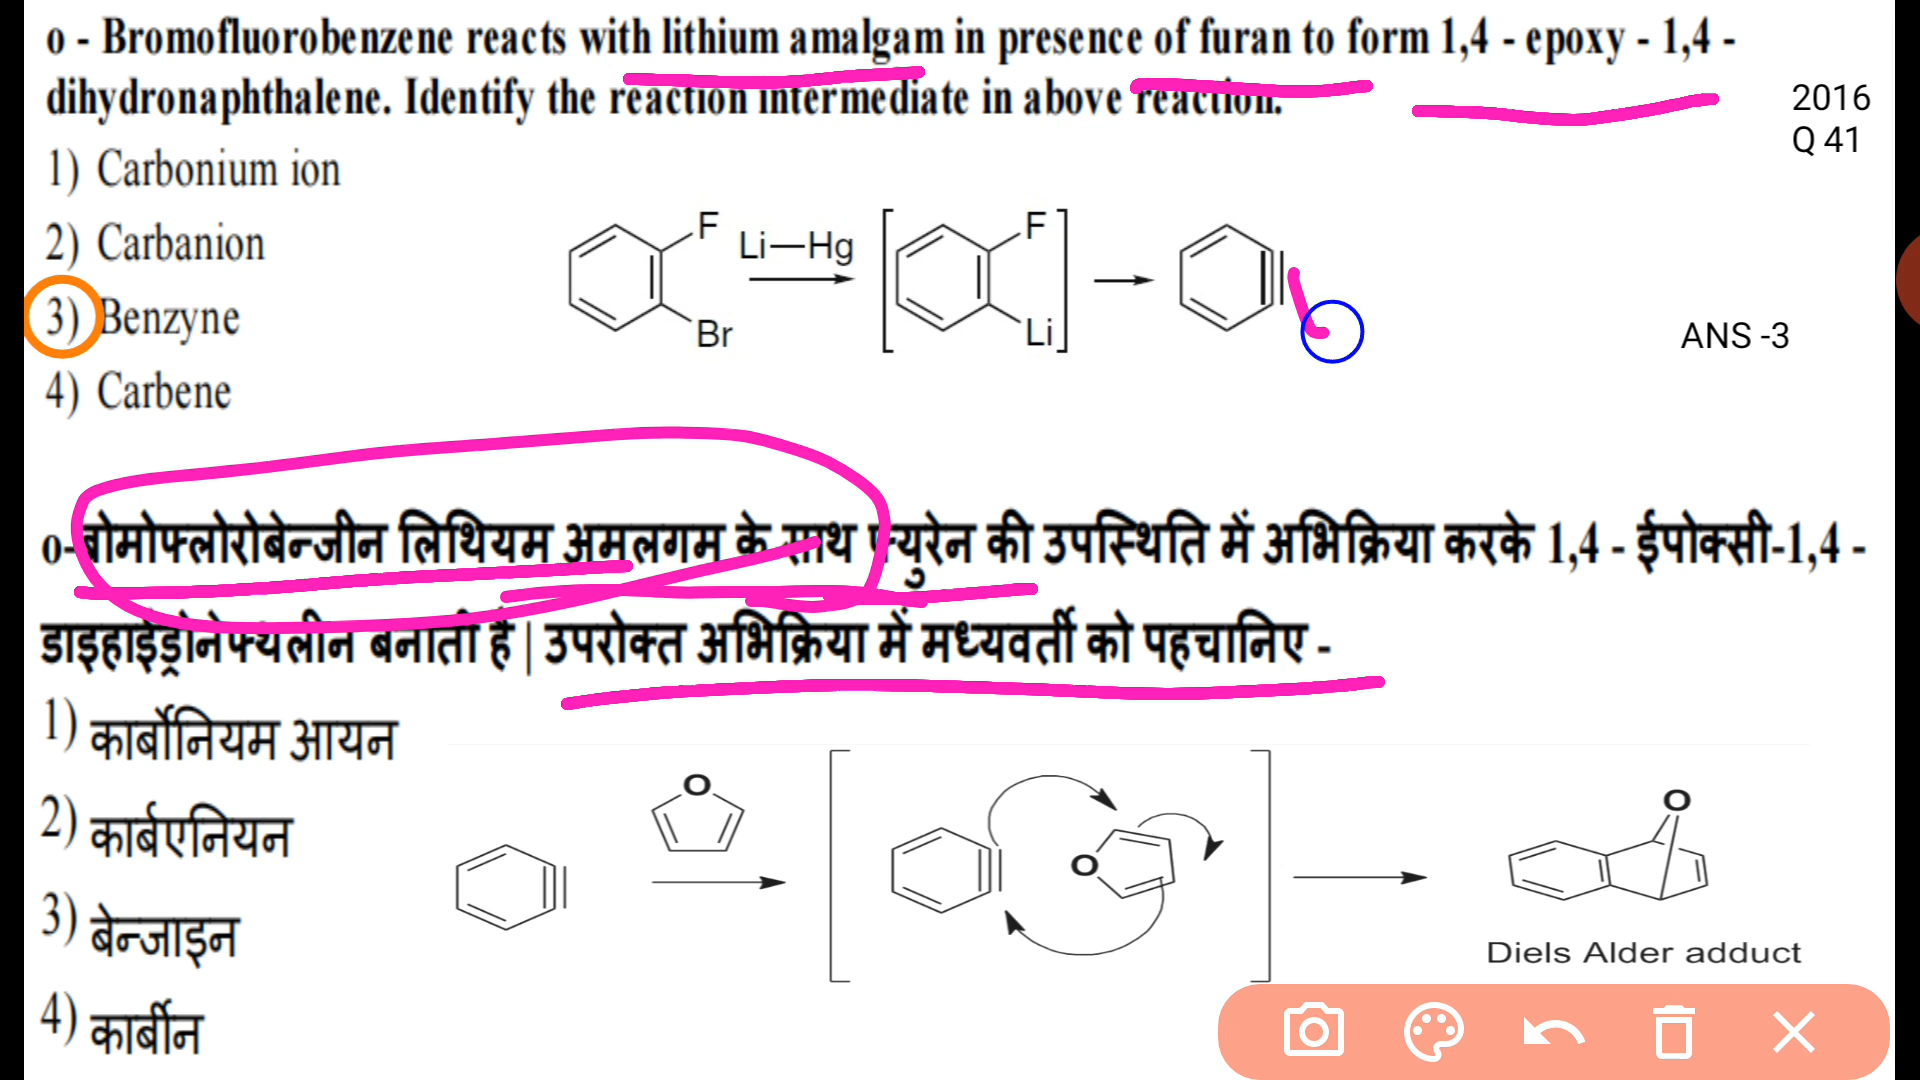 o - Bromofluorobenzene reacts with lithium amalgam in presence of furan to form 1,4 - epoxy - 1,4 -
dihydronaphthalene. Identify the reaction intermediate in above reaction.
2016
Q 41
1) Carbonium ion
2) Carbanion
3) Benzyne
4) Carbene
F
Br
Li—Hg
F
Li
ANS -3
o-ब्रोमोफ्लोरोबेन्जीन लिथियम अमलगम के साथ फ्युरेन की उपस्थिति में अभिक्रिया करके 1,4 - ईपोक्सी-1,4 -
डाइहाईड्रोनेफ्थलीन बनाती है | उपरोक्त अभिक्रिया में मध्यवर्ती को पहचानिए -
1) कार्बोनियम आयन
2) कार्बएनियन
3) बेन्जाइन
4) कार्बीन
O
O
O
Diels Alder adduct